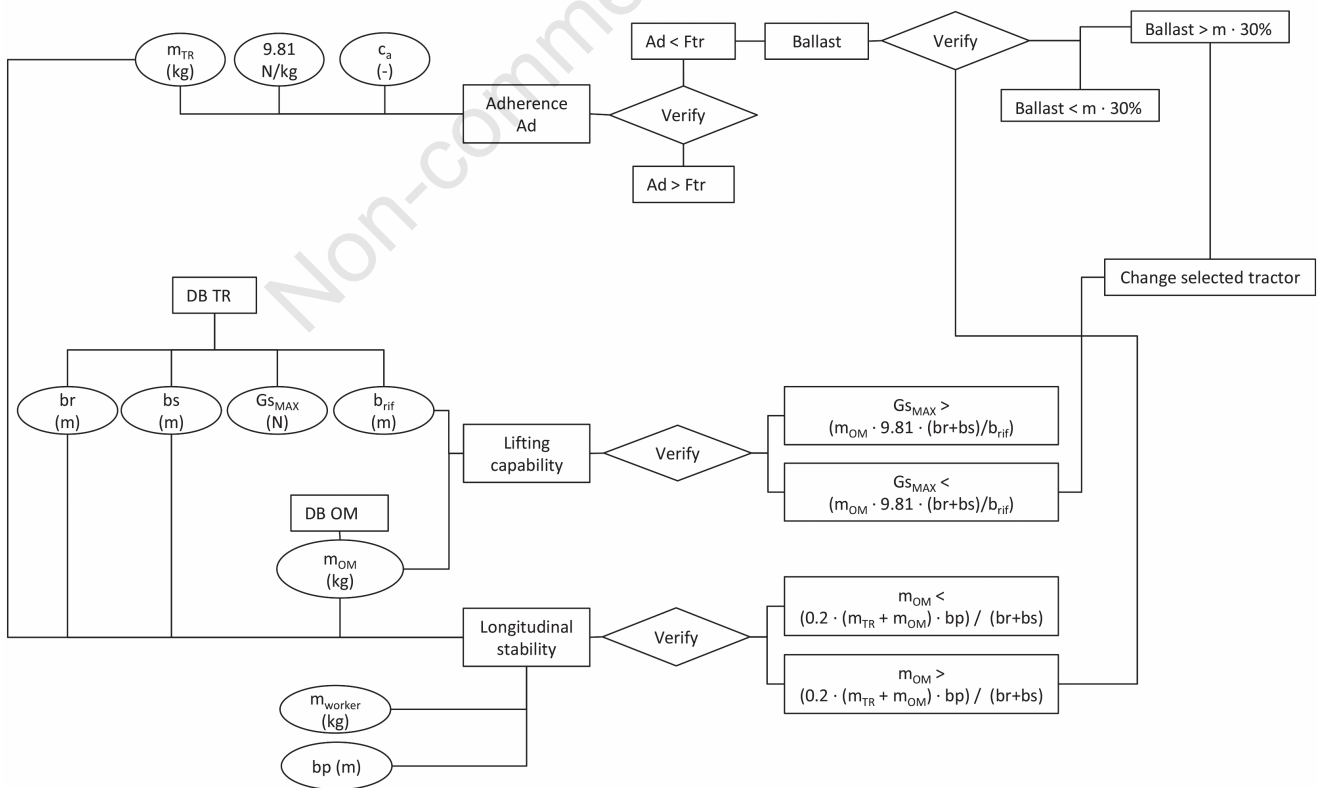 m_TR
(kg)
9.81
N/kg
c_a
(-)
Adherence
Ad
Ad < Ftr
Verify
Ad > Ftr
Ballast
Verify
Ballast > m · 30%
Ballast < m · 30%
Change selected tractor
DB TR
br
(m)
bs
(m)
Gs_MAX
(N)
b_rif
(m)
Lifting
capability
Verify
Gs_MAX >
(m_OM · 9.81 · (br+bs)/b_rif)
Gs_MAX <
(m_OM · 9.81 · (br+bs)/b_rif)
DB OM
m_OM
(kg)
Longitudinal
stability
Verify
m_OM <
(0.2 · (m_TR + m_OM) · bp) / (br+bs)
m_OM >
(0.2 · (m_TR + m_OM) · bp) / (br+bs)
m_worker
(kg)
bp (m)
Non-comme